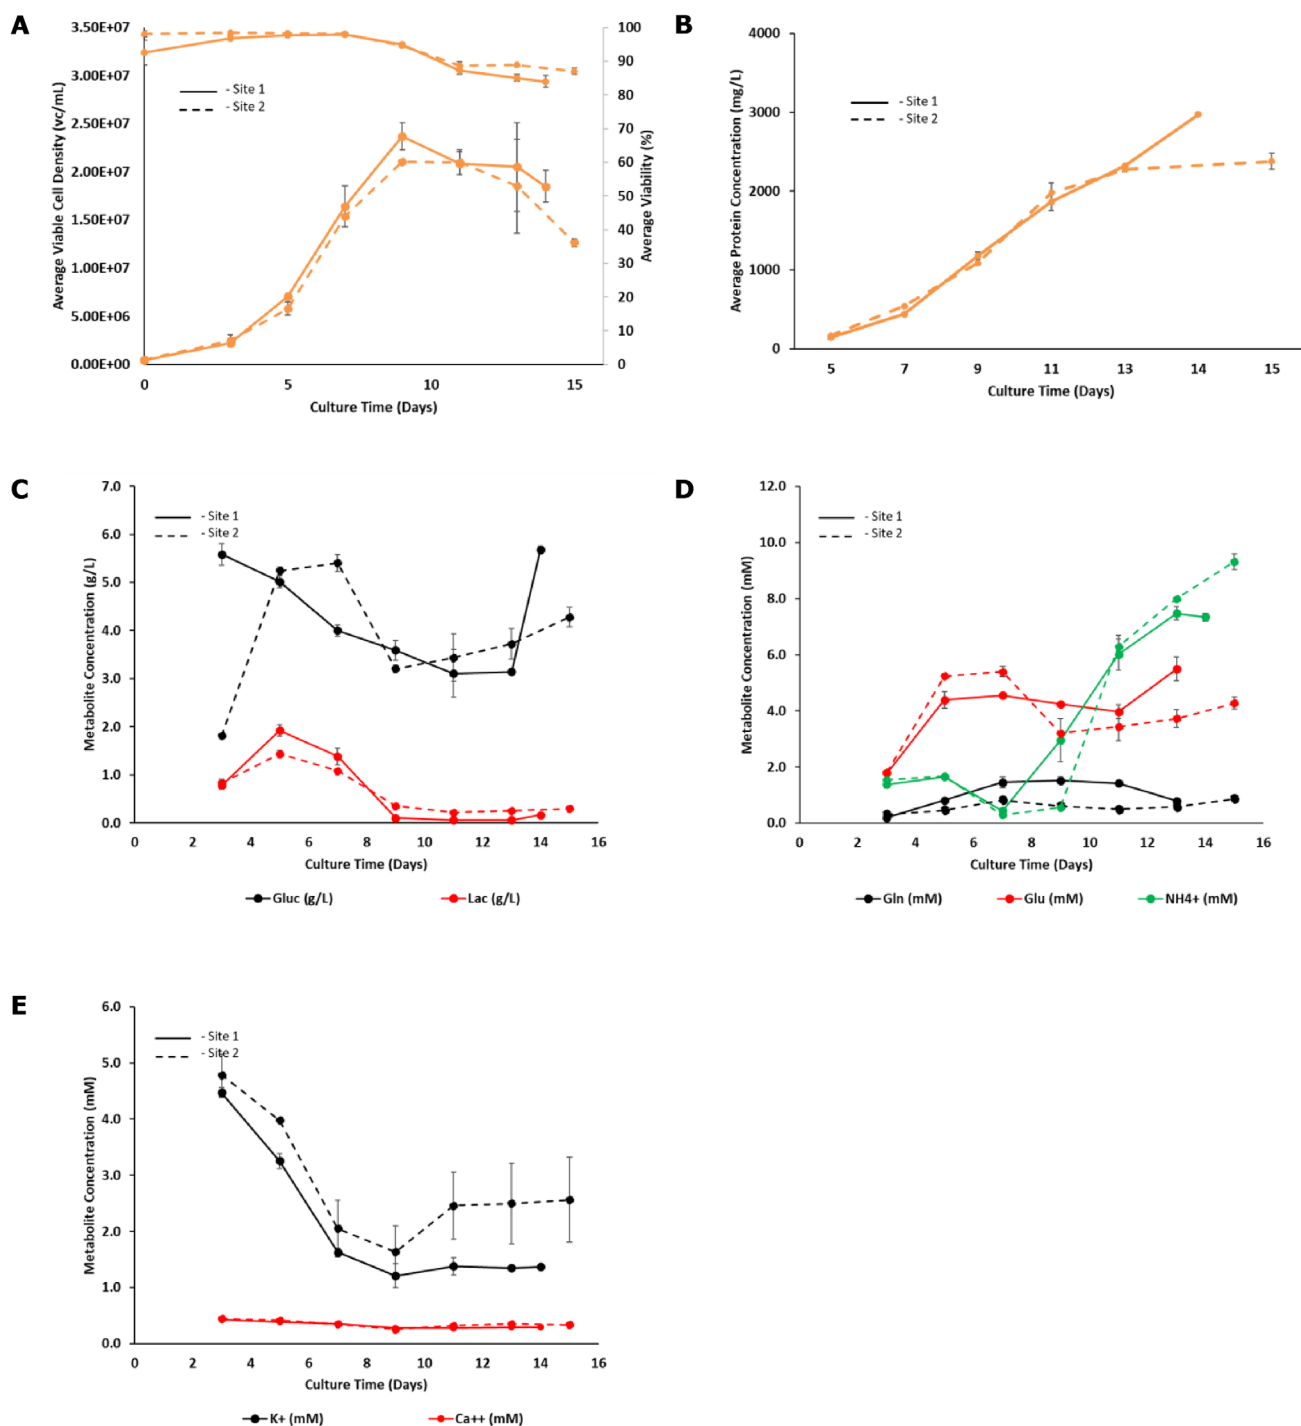 A
3.50E+07
3.00E+07
2.50E+07
2.00E+07
1.50E+07
1.00E+07
5.00E+06
0.00E+00
Average Viable Cell Density (vc/mL)
- Site 1
- Site 2
100
90
80
70
60
50
40
30
20
10
0
Average Viability (%)
0
5
10
15
Culture Time (Days)
B
4000
3000
2000
1000
0
Average Protein Concentration (mg/L)
- Site 1
- Site 2
5
7
9
11
13
14
15
Culture Time (Days)
C
7.0
6.0
5.0
4.0
3.0
2.0
1.0
0.0
Metabolite Concentration (g/L)
- Site 1
- Site 2
0
2
4
6
8
10
12
14
16
Culture Time (Days)
Gluc (g/L)
Lac (g/L)
D
12.0
10.0
8.0
6.0
4.0
2.0
0.0
Metabolite Concentration (mM)
- Site 1
- Site 2
0
2
4
6
8
10
12
14
16
Culture Time (Days)
Gln (mM)
Glu (mM)
NH4+ (mM)
E
6.0
5.0
4.0
3.0
2.0
1.0
0.0
Metabolite Concentration (mM)
- Site 1
- Site 2
0
2
4
6
8
10
12
14
16
Culture Time (Days)
K+ (mM)
Ca++ (mM)